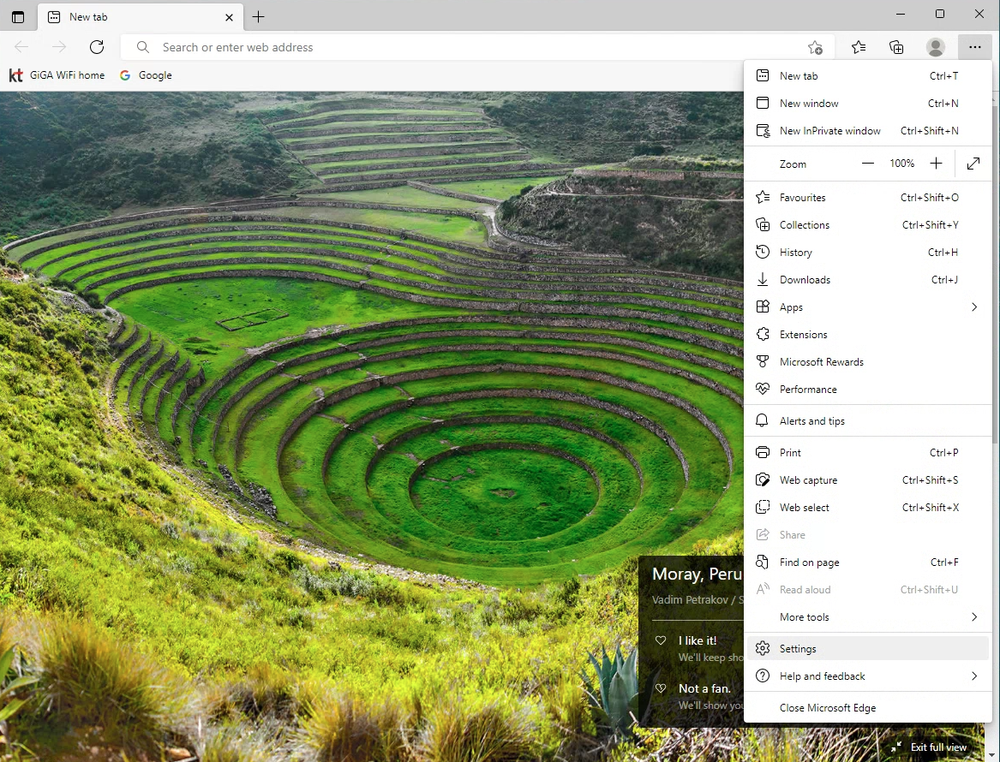 New tab
Search or enter web address
kt GiGA WiFi home
G Google
New tab Ctrl+T
New window Ctrl+N
New InPrivate window Ctrl+Shift+N
Zoom — 100% +
Favourites Ctrl+Shift+O
Collections Ctrl+Shift+Y
History Ctrl+H
Downloads Ctrl+J
Apps
Extensions
Microsoft Rewards
Performance
Alerts and tips
Print Ctrl+P
Web capture Ctrl+Shift+S
Web select Ctrl+Shift+X
Share
Find on page Ctrl+F
Read aloud Ctrl+Shift+U
More tools
Settings
Help and feedback
Close Microsoft Edge
Moray, Peru
Vadim Petrakov / S
I like it!
We'll keep sho
Not a fan.
We'll show you
Exit full view